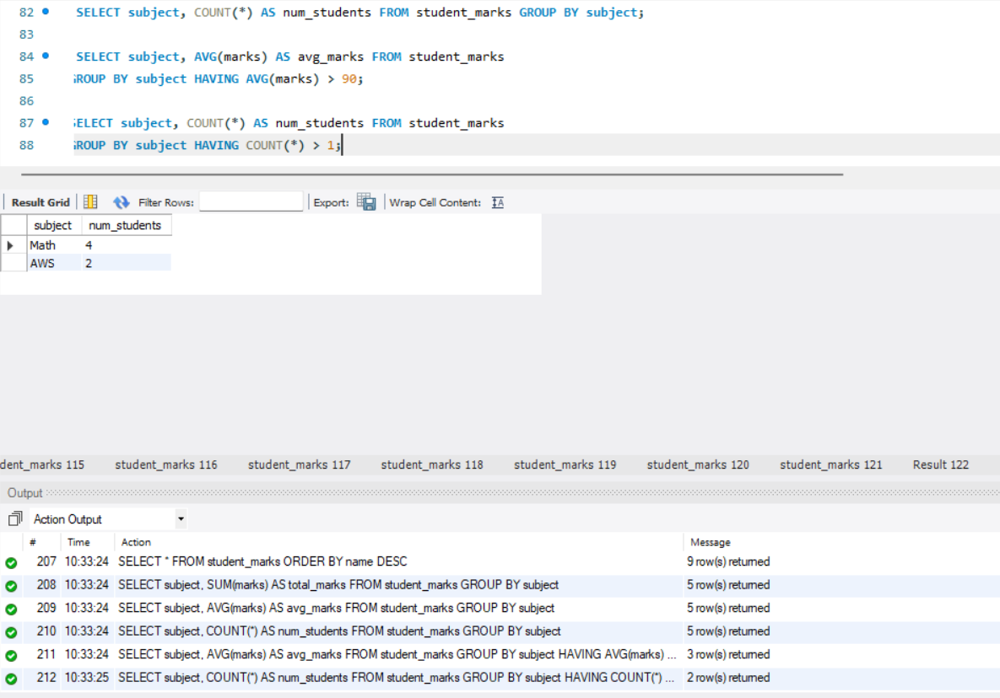 82 SELECT subject, COUNT(*) AS num_students FROM student_marks GROUP BY subject;
83
84 SELECT subject, AVG(marks) AS avg_marks FROM student_marks
85 GROUP BY subject HAVING AVG(marks) > 90;
86
87 SELECT subject, COUNT(*) AS num_students FROM student_marks
88 GROUP BY subject HAVING COUNT(*) > 1;
Result Grid Filter Rows: Export: Wrap Cell Content: IA
subject num_students
Math 4
AWS 2
dent_marks 115 student_marks 116 student_marks 117 student_marks 118 student_marks 119 student_marks 120 student_marks 121 Result 122
Output
Action Output
# Time Action Message
207 10:33:24 SELECT * FROM student_marks ORDER BY name DESC 9 row(s) returned
208 10:33:24 SELECT subject, SUM(marks) AS total_marks FROM student_marks GROUP BY subject 5 row(s) returned
209 10:33:24 SELECT subject, AVG(marks) AS avg_marks FROM student_marks GROUP BY subject 5 row(s) returned
210 10:33:24 SELECT subject, COUNT(*) AS num_students FROM student_marks GROUP BY subject 5 row(s) returned
211 10:33:24 SELECT subject, AVG(marks) AS avg_marks FROM student_marks GROUP BY subject HAVING AVG(marks) ... 3 row(s) returned
212 10:33:25 SELECT subject, COUNT(*) AS num_students FROM student_marks GROUP BY subject HAVING COUNT(*) ... 2 row(s) returned